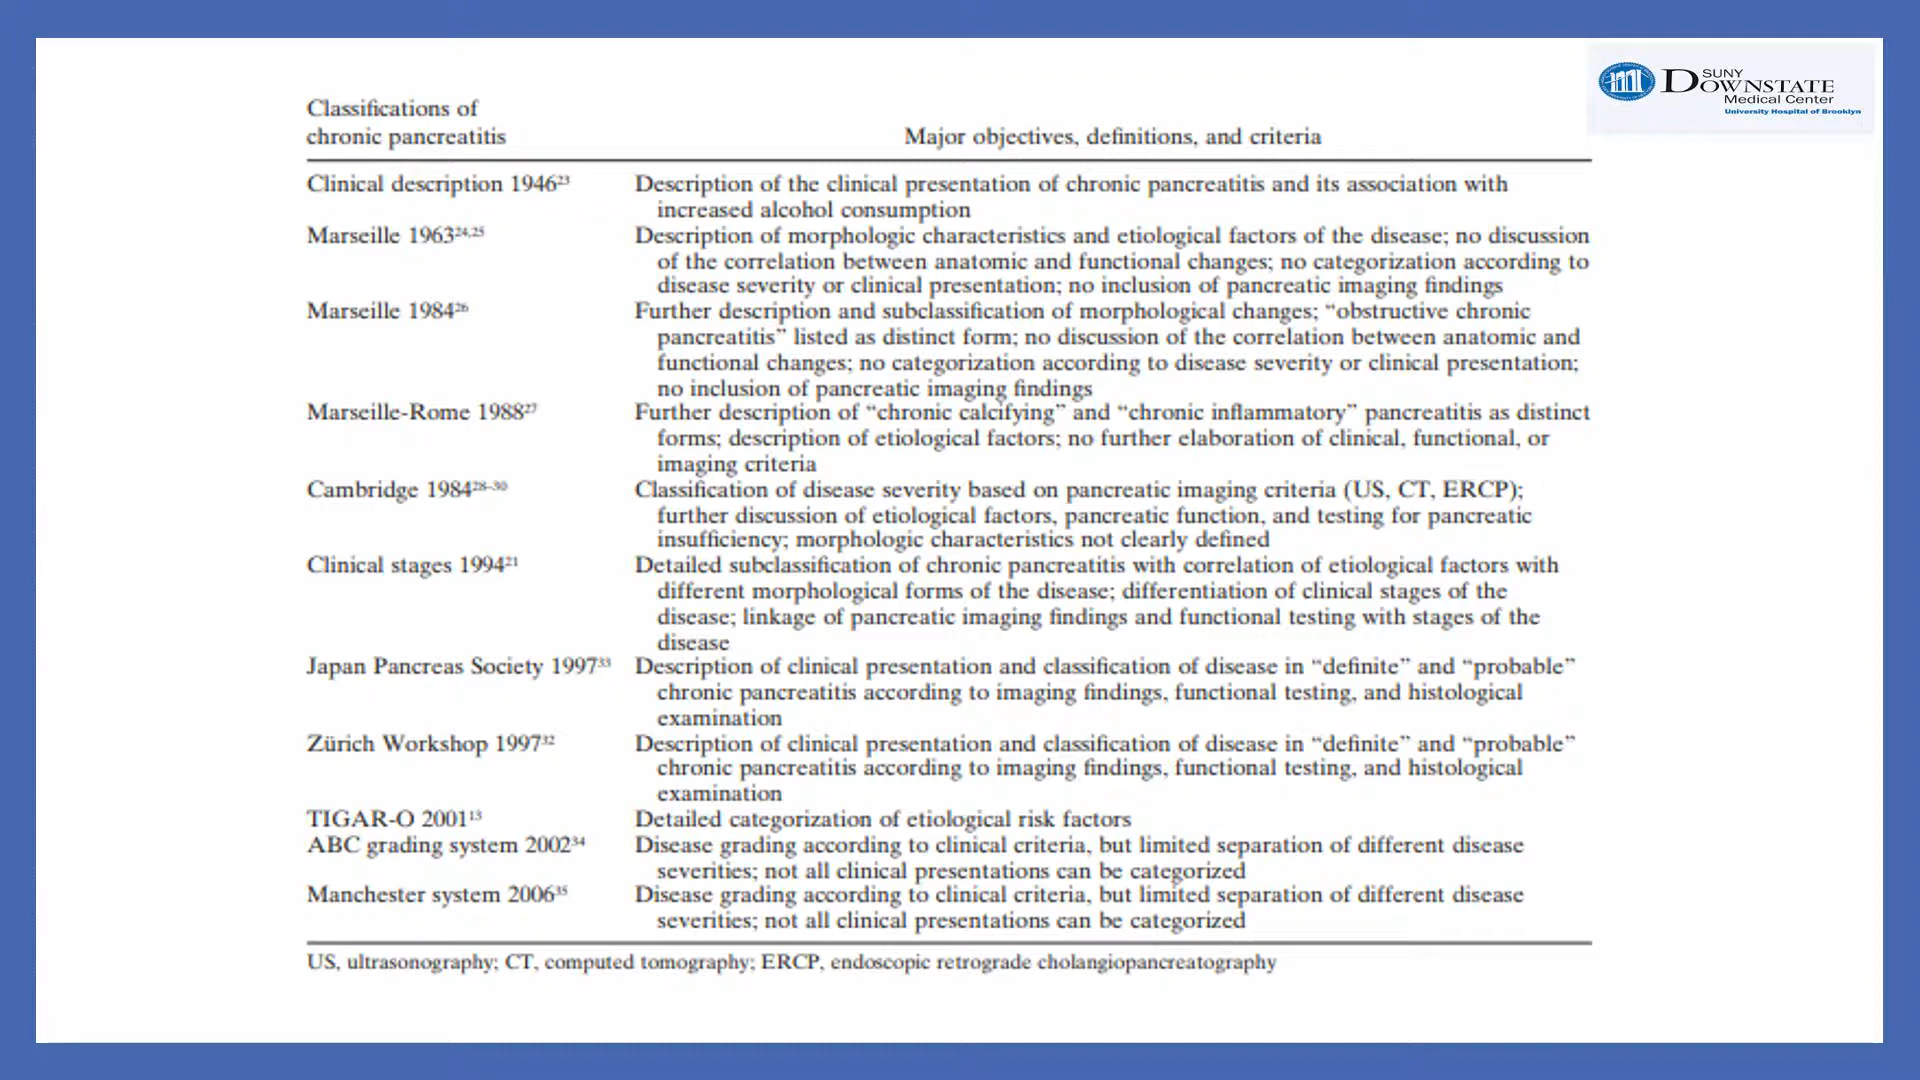 SUNY
DOWNSTATE
Medical Center
University Hospital of Brooklyn
Classifications of
chronic pancreatitis
Major objectives, definitions, and criteria
Clinical description 1946²³
Description of the clinical presentation of chronic pancreatitis and its association with
increased alcohol consumption
Marseille 1963²⁴,²⁵
Description of morphologic characteristics and etiological factors of the disease; no discussion
of the correlation between anatomic and functional changes; no categorization according to
disease severity or clinical presentation; no inclusion of pancreatic imaging findings
Marseille 1984²⁶
Further description and subclassification of morphological changes; “obstructive chronic
pancreatitis” listed as distinct form; no discussion of the correlation between anatomic and
functional changes; no categorization according to disease severity or clinical presentation;
no inclusion of pancreatic imaging findings
Marseille-Rome 1988²⁷
Further description of “chronic calcifying” and “chronic inflammatory” pancreatitis as distinct
forms; description of etiological factors; no further elaboration of clinical, functional, or
imaging criteria
Cambridge 1984²⁸⁻³⁰
Classification of disease severity based on pancreatic imaging criteria (US, CT, ERCP);
further discussion of etiological factors, pancreatic function, and testing for pancreatic
insufficiency; morphologic characteristics not clearly defined
Clinical stages 1994²¹
Detailed subclassification of chronic pancreatitis with correlation of etiological factors with
different morphological forms of the disease; differentiation of clinical stages of the
disease; linkage of pancreatic imaging findings and functional testing with stages of the
disease
Japan Pancreas Society 1997³³
Description of clinical presentation and classification of disease in “definite” and “probable”
chronic pancreatitis according to imaging findings, functional testing, and histological
examination
Zürich Workshop 1997³²
Description of clinical presentation and classification of disease in “definite” and “probable”
chronic pancreatitis according to imaging findings, functional testing, and histological
examination
TIGAR-O 2001¹³
Detailed categorization of etiological risk factors
ABC grading system 2002³⁴
Disease grading according to clinical criteria, but limited separation of different disease
severities; not all clinical presentations can be categorized
Manchester system 2006³⁵
Disease grading according to clinical criteria, but limited separation of different disease
severities; not all clinical presentations can be categorized
US, ultrasonography; CT, computed tomography; ERCP, endoscopic retrograde cholangiopancreatography